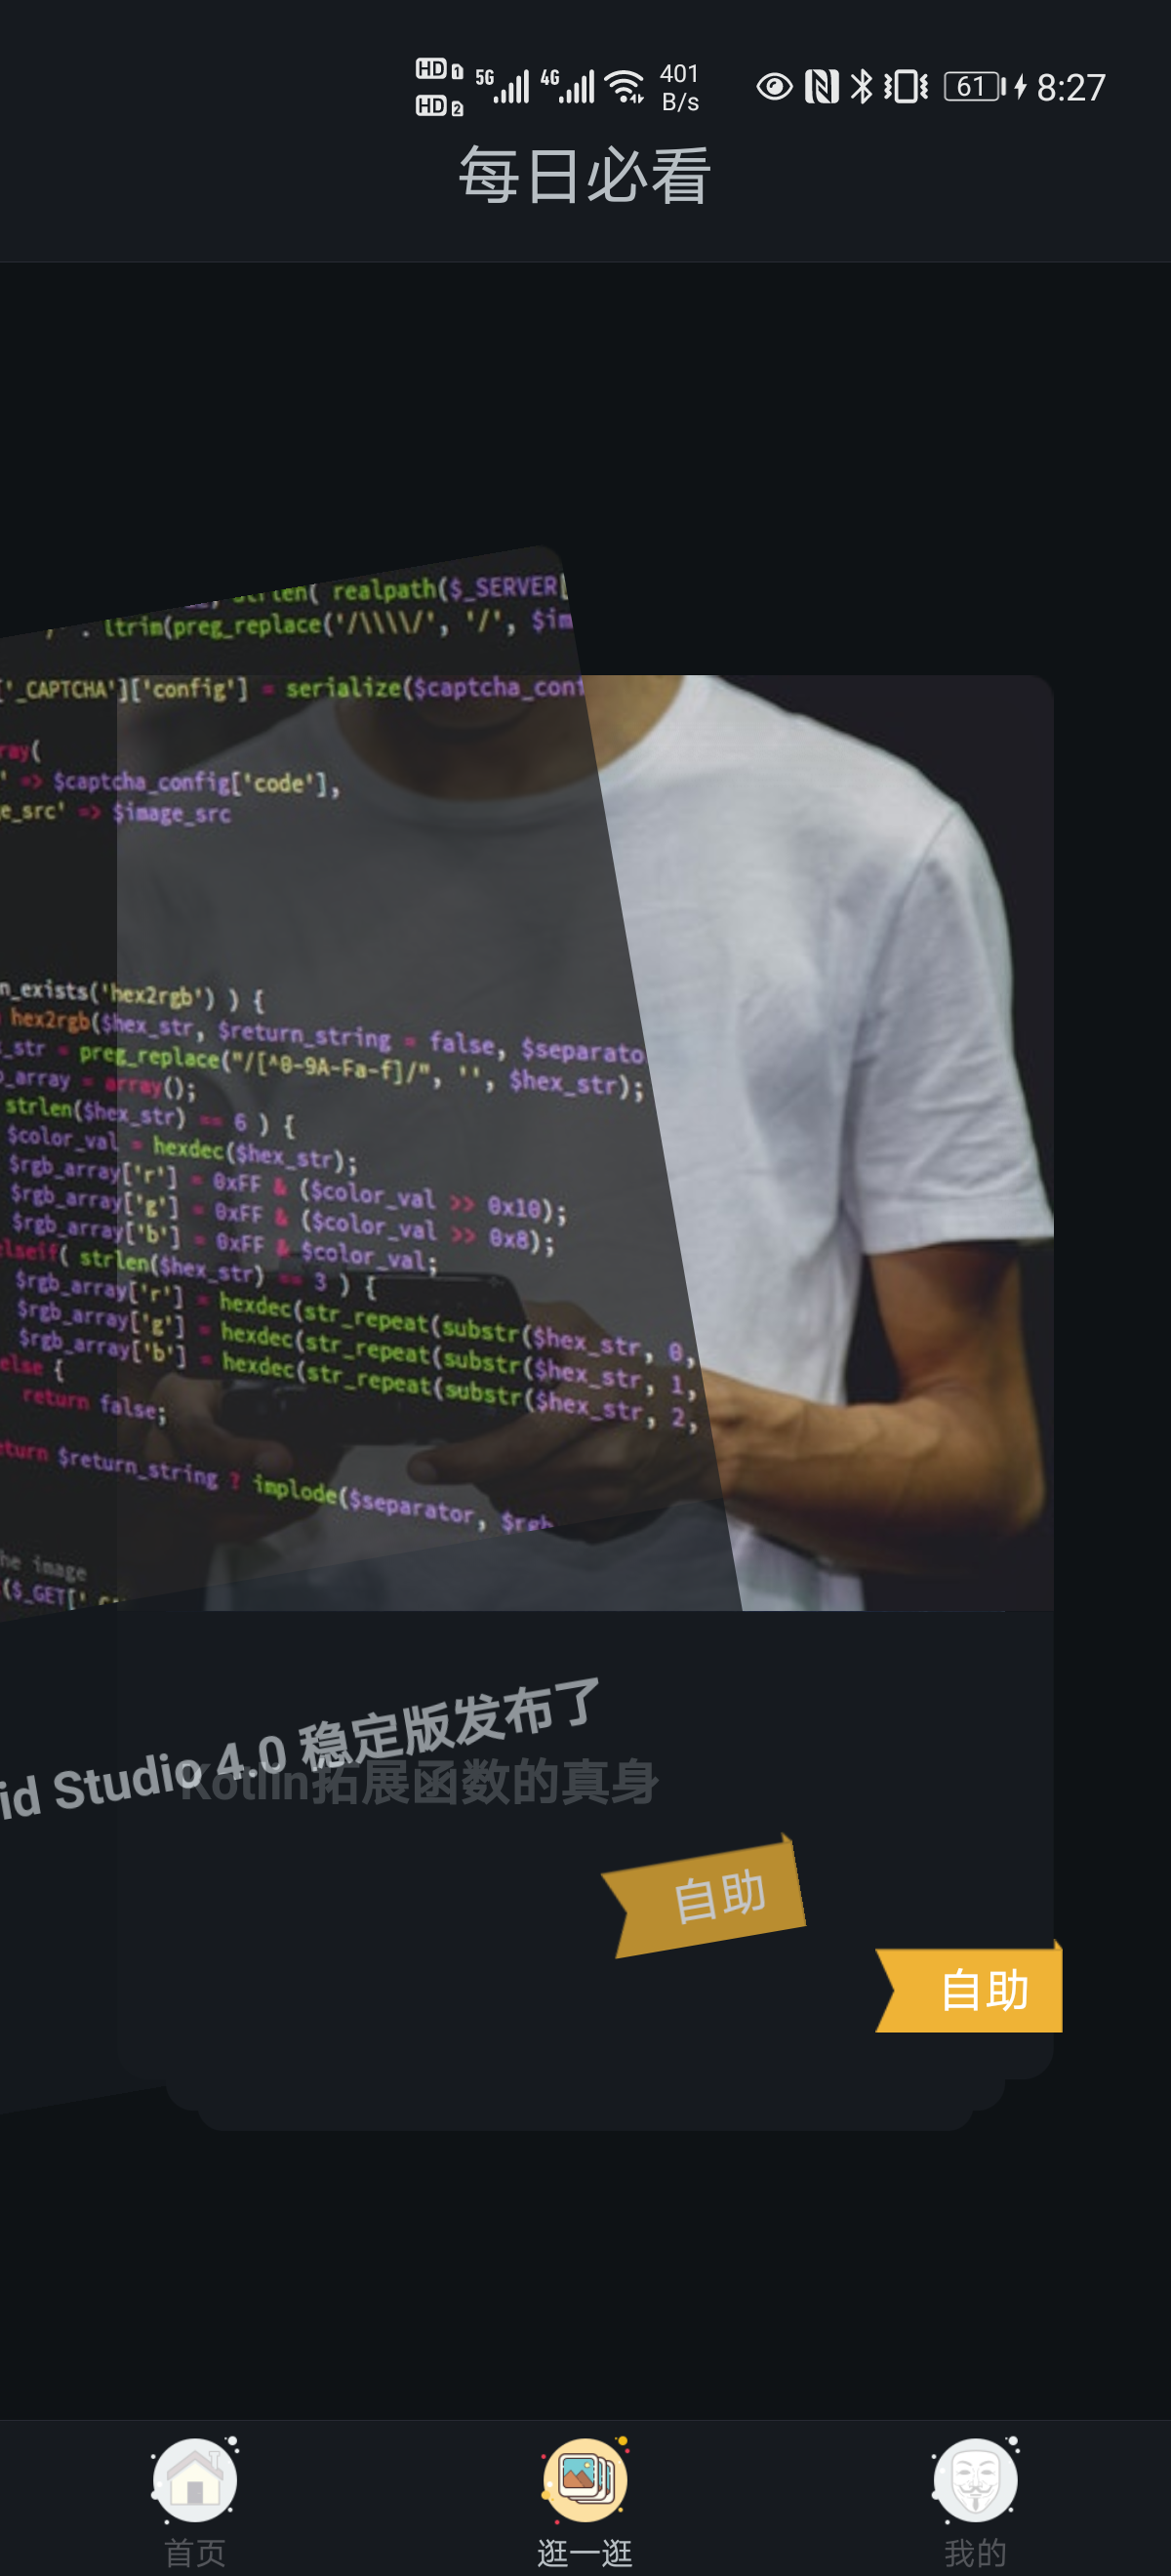 HD 1 5G 4G 401 61 8:27
HD 2 B/s
每日必看
strlen( realpath($_SERVER[
. ltrim(preg_replace('/\\\\/', '/', $im
['_CAPTCHA']['config'] = serialize($captcha_conf
ray(
' => $captcha_config['code'],
e_src' => $image_src
n_exists('hex2rgb') ) {
hex2rgb($hex_str, $return_string = false, $separato
_str = preg_replace("/[^0-9A-Fa-f]/", '', $hex_str);
b_array = array();
strlen($hex_str) == 6 ) {
$color_val = hexdec($hex_str);
$rgb_array['r'] = 0xFF & ($color_val >> 0x10);
$rgb_array['g'] = 0xFF & ($color_val >> 0x8);
$rgb_array['b'] = 0xFF & $color_val;
elseif( strlen($hex_str) == 3 ) {
$rgb_array['r'] = hexdec(str_repeat(substr($hex_str, 0,
$rgb_array['g'] = hexdec(str_repeat(substr($hex_str, 1,
$rgb_array['b'] = hexdec(str_repeat(substr($hex_str, 2,
else {
return false;
eturn $return_string ? implode($separator, $rgb
he image
($_GET['
id Studio 4.0 稳定版发布了
Kotlin拓展函数的真身
自助
自助
首页 逛一逛 我的